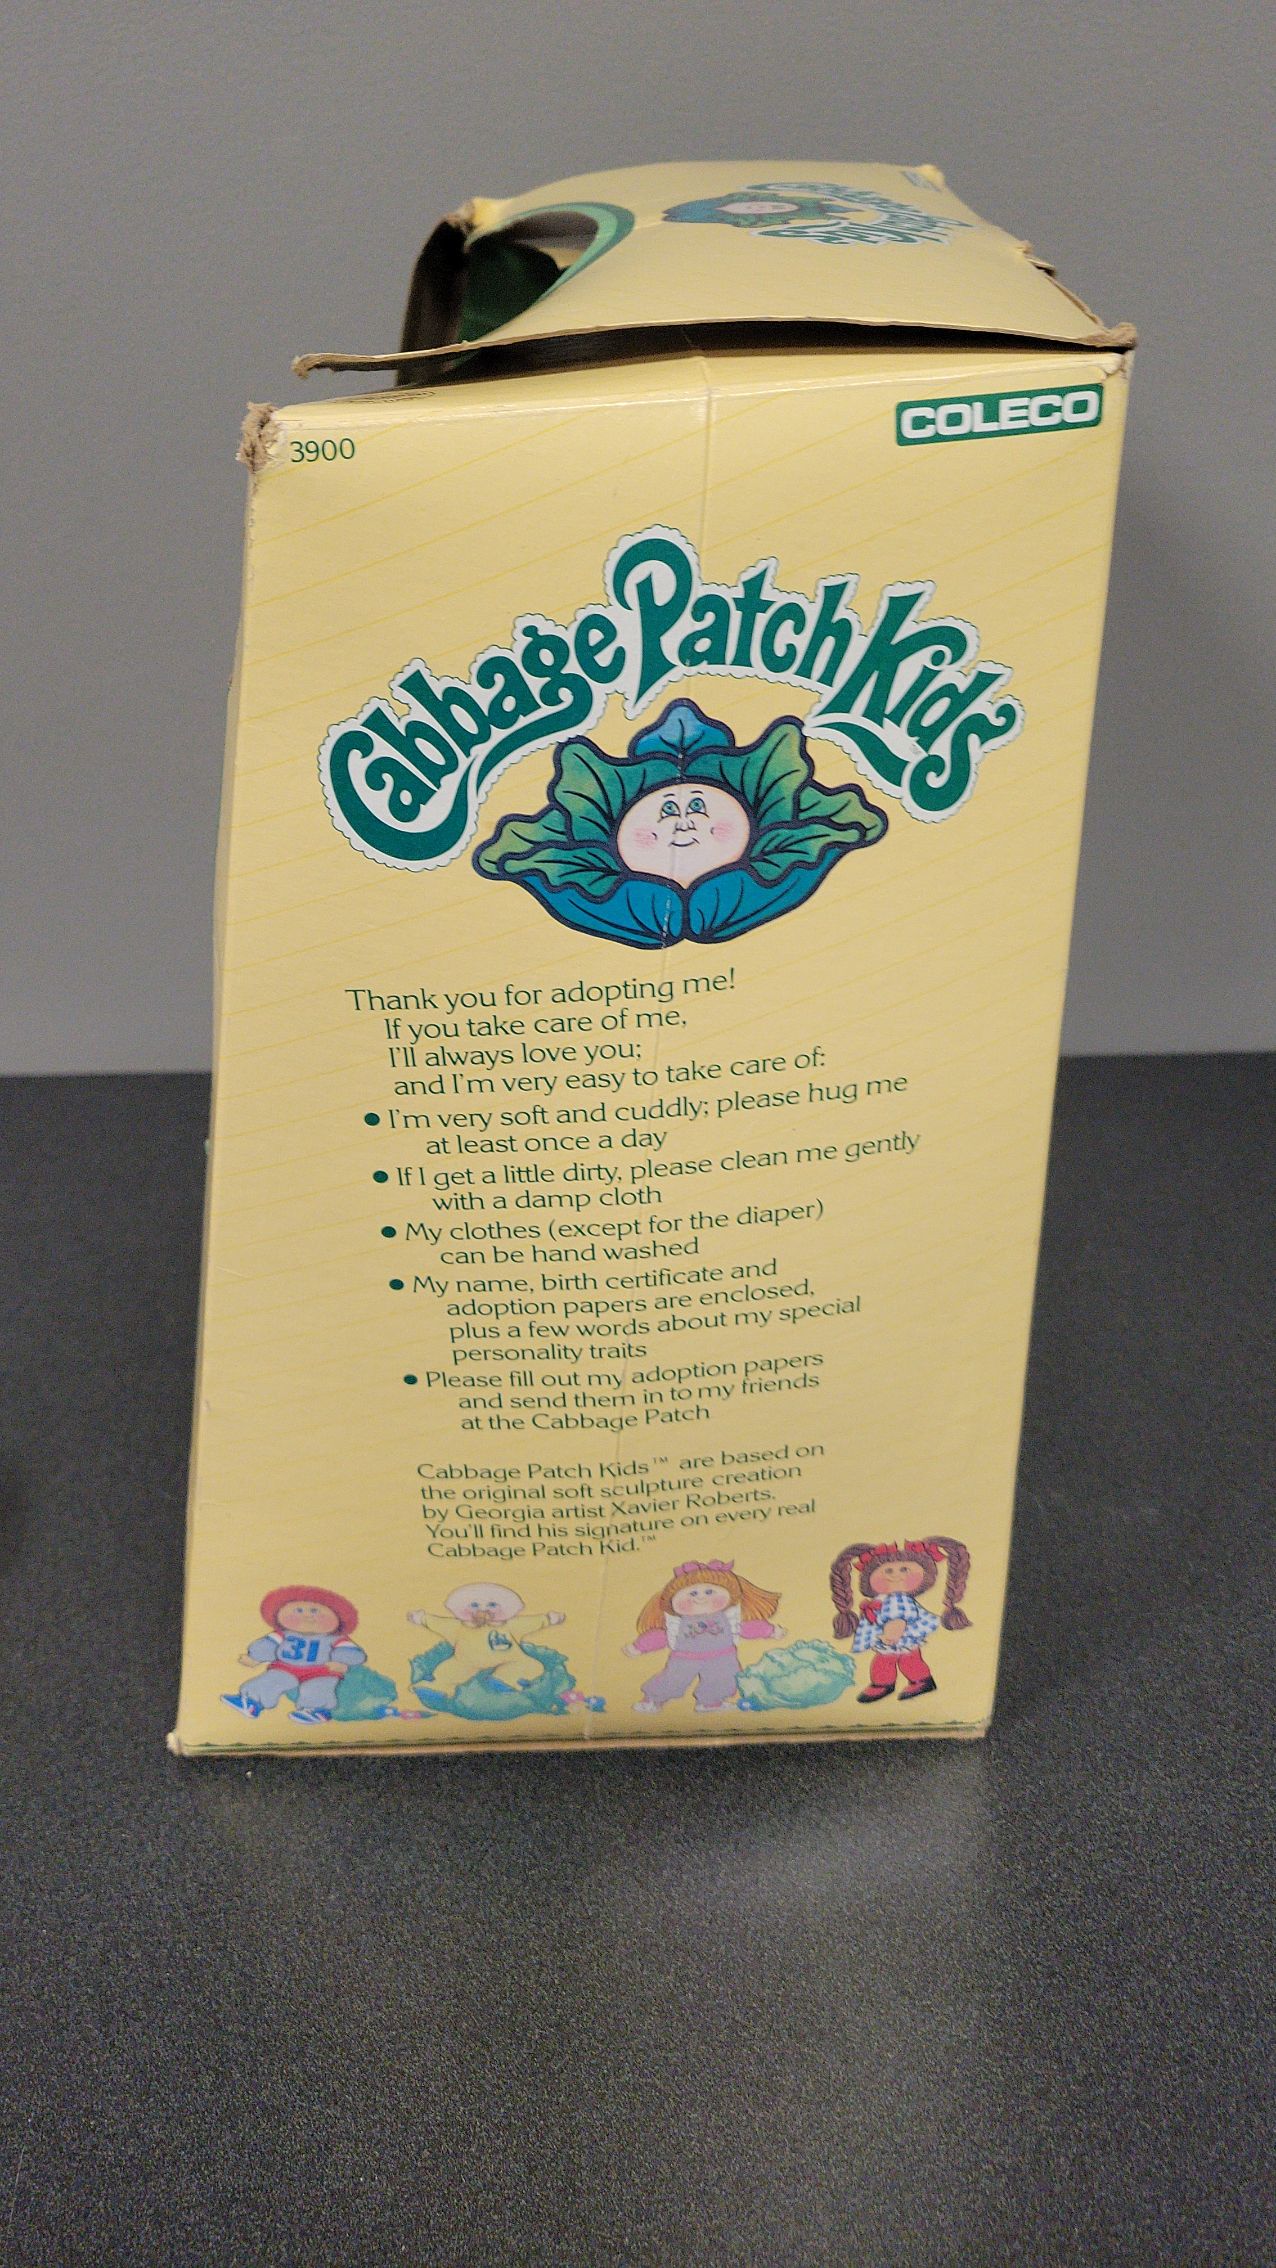 Cabbage Patch Kids
3900
COLECO
Cabbage Patch Kids
Thank you for adopting me!
If you take care of me,
I'll always love you;
and I'm very easy to take care of:
• I'm very soft and cuddly; please hug me
at least once a day
• If I get a little dirty, please clean me gently
with a damp cloth
• My clothes (except for the diaper)
can be hand washed
• My name, birth certificate and
adoption papers are enclosed,
plus a few words about my special
personality traits
• Please fill out my adoption papers
and send them in to my friends
at the Cabbage Patch
Cabbage Patch Kids™ are based on
the original soft sculpture creation
by Georgia artist Xavier Roberts.
You'll find his signature on every real
Cabbage Patch Kid.™
31